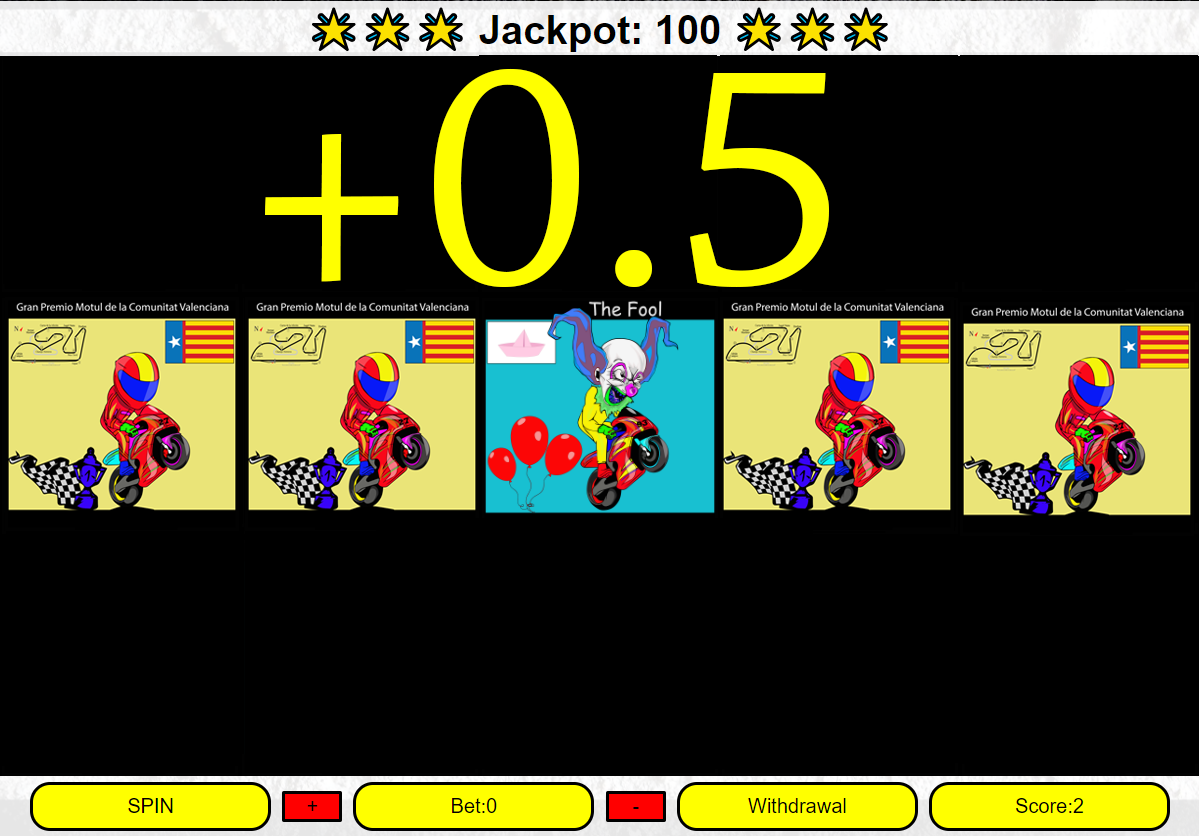 Jackpot: 100
+0.5
Gran Premio Motul de la Comunitat Valenciana
Gran Premio Motul de la Comunitat Valenciana
The Fool
Gran Premio Motul de la Comunitat Valenciana
Gran Premio Motul de la Comunitat Valenciana
SPIN
+
Bet:0
-
Withdrawal
Score:2